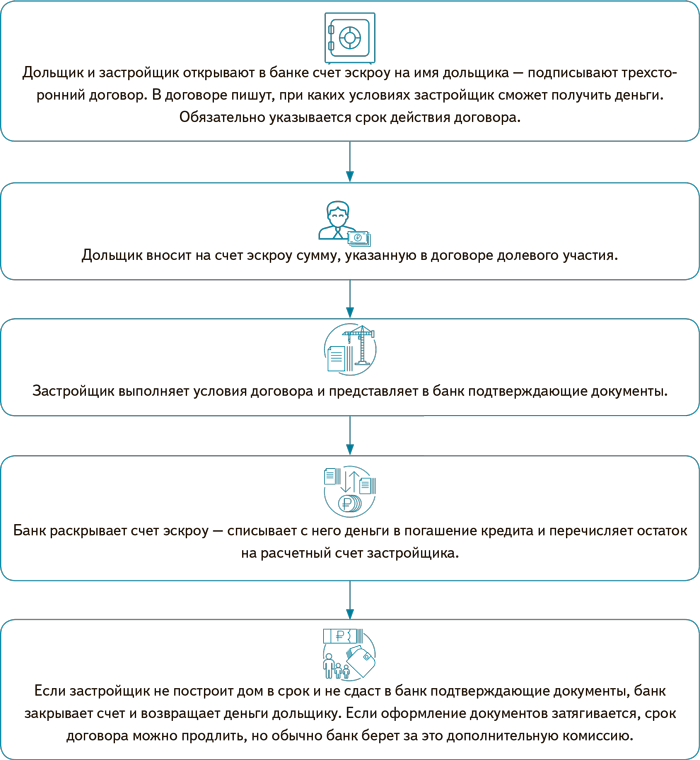 Дольщик и застройщик открывают в банке счет эскроу на имя дольщика — подписывают трехсто-
ронний договор. В договоре пишут, при каких условиях застройщик сможет получить деньги.
Обязательно указывается срок действия договора.
₽
Дольщик вносит на счет эскроу сумму, указанную в договоре долевого участия.
Застройщик выполняет условия договора и представляет в банк подтверждающие документы.
₽
Банк раскрывает счет эскроу — списывает с него деньги в погашение кредита и перечисляет остаток
на расчетный счет застройщика.
₽
Если застройщик не построит дом в срок и не сдаст в банк подтверждающие документы, банк
закрывает счет и возвращает деньги дольщику. Если оформление документов затягивается, срок
договора можно продлить, но обычно банк берет за это дополнительную комиссию.